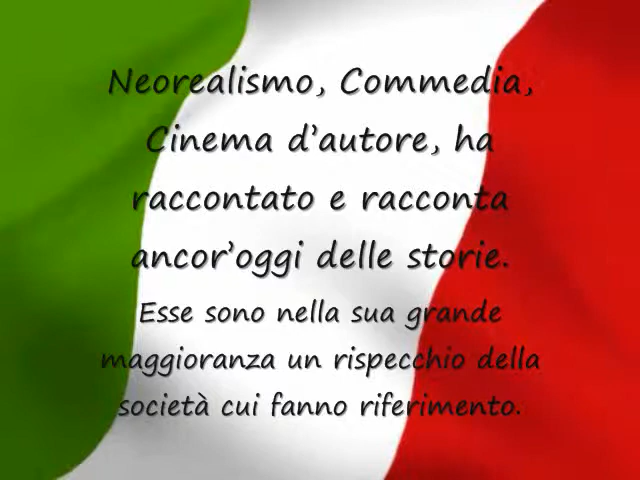 Neorealismo, Commedia,
Cinema d’autore, ha
raccontato e racconta
ancor’oggi delle storie.
Esse sono nella sua grande
maggioranza un rispecchio della
società cui fanno riferimento.